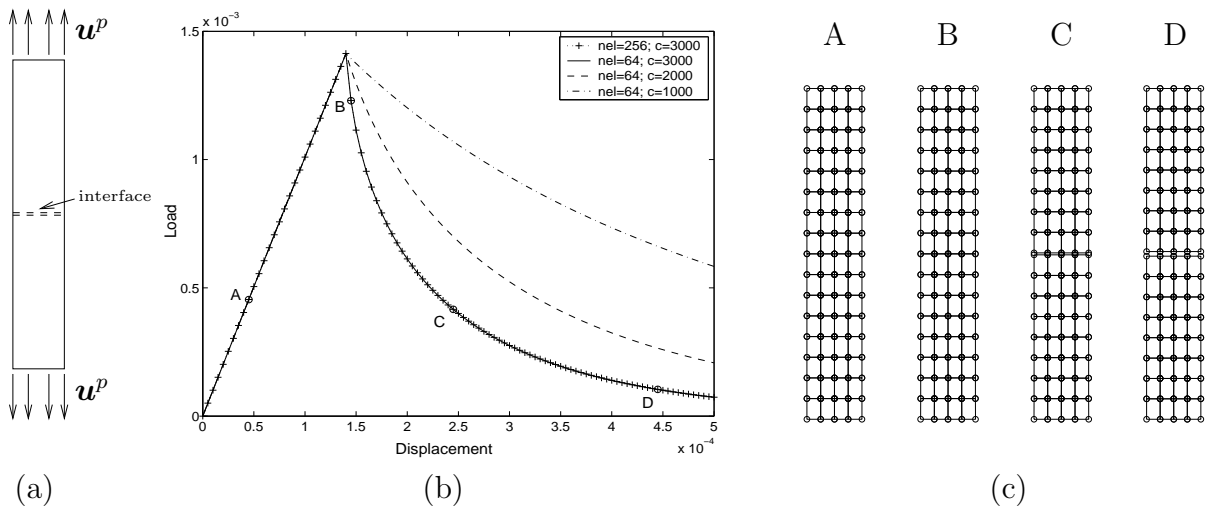 u^p
interface
u^p
(a)
× 10^-3
1.5
1
0.5
0
Load
nel=256; c=3000
nel=64; c=3000
nel=64; c=2000
nel=64; c=1000
A
B
C
D
0 0.5 1 1.5 2 2.5 3 3.5 4 4.5 5
Displacement
x 10^-4
(b)
A B C D
(c)